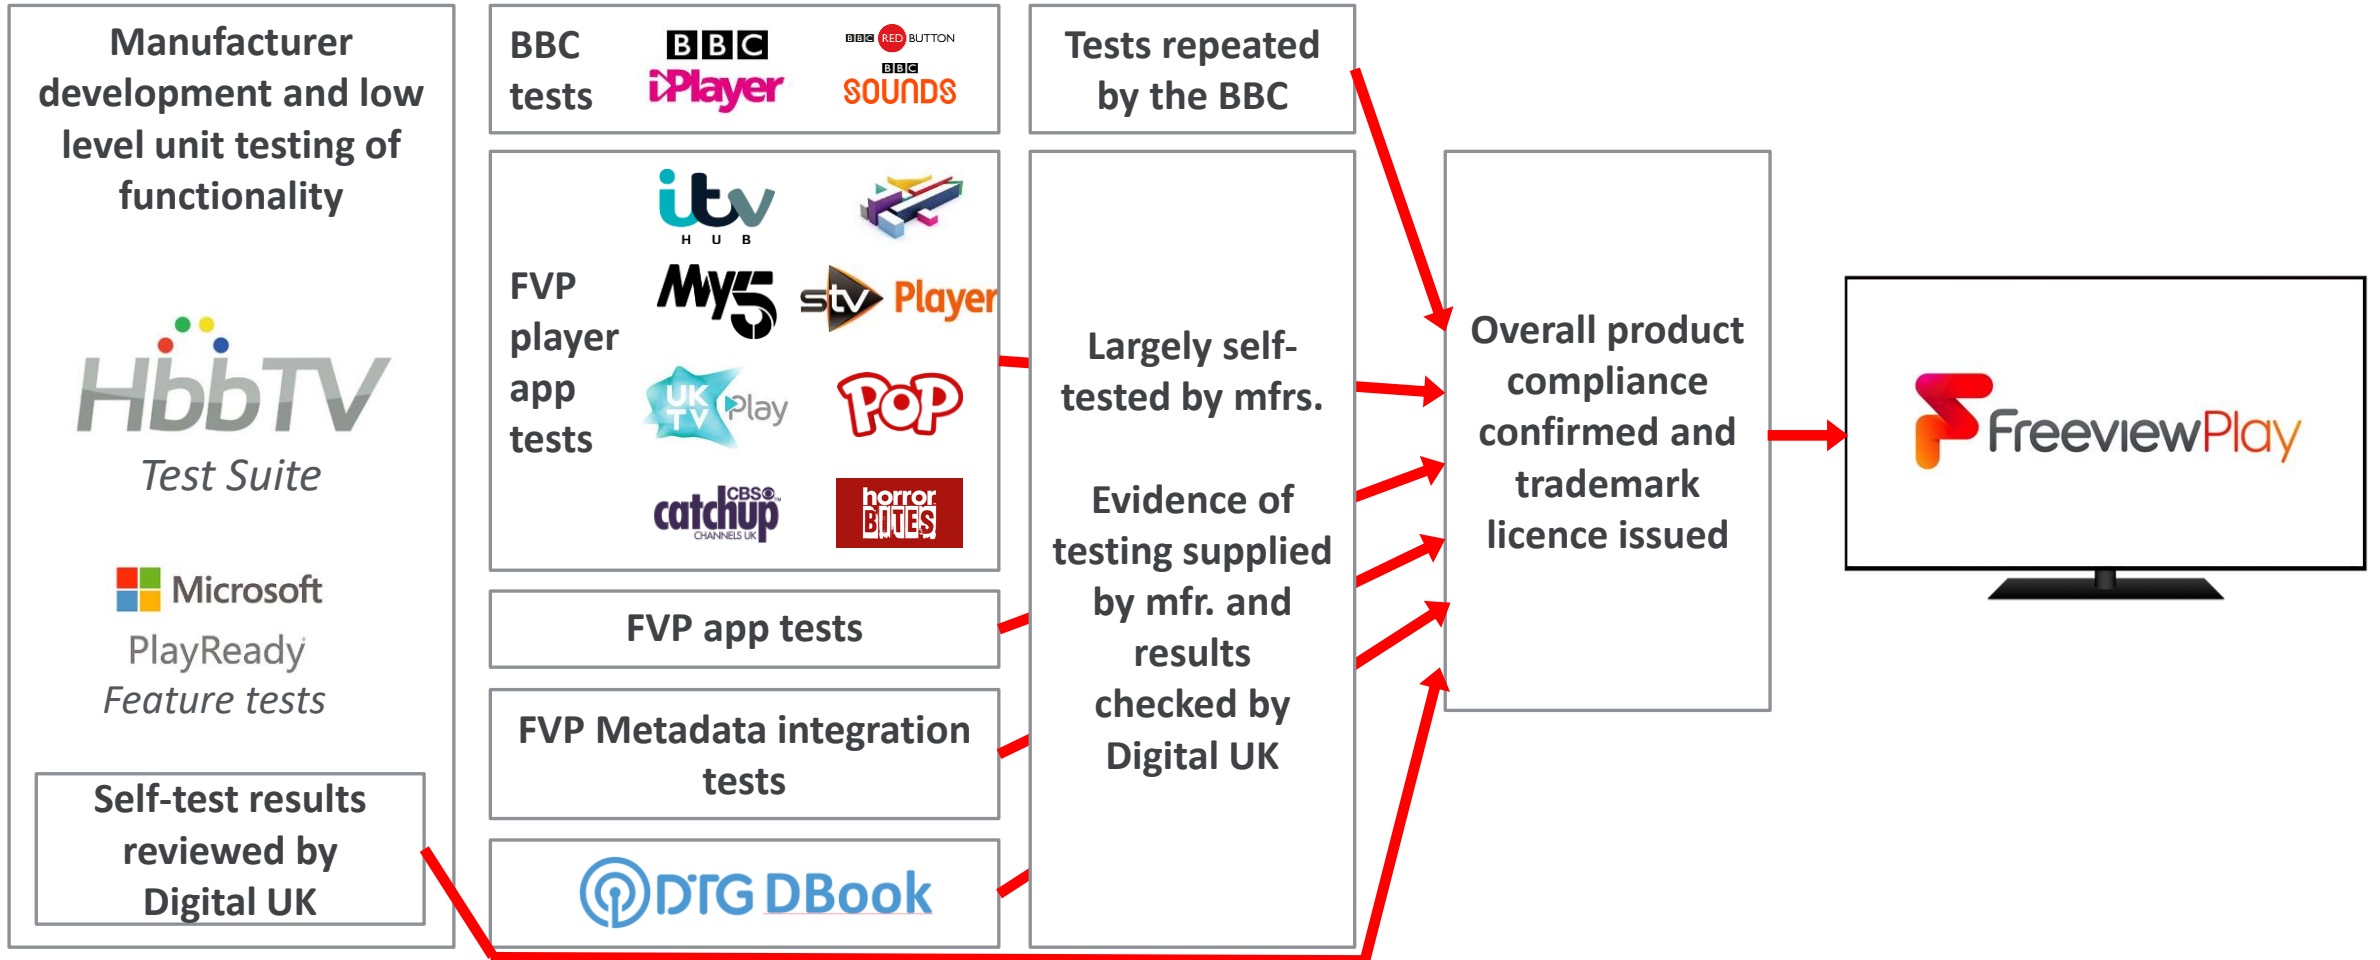 Manufacturer
development and low
level unit testing of
functionality
HbbTV
Test Suite
Microsoft
PlayReady
Feature tests
Self-test results
reviewed by
Digital UK
BBC
tests
BBC
iPlayer
BBC RED BUTTON
BBC
SOUNDS
Tests repeated
by the BBC
FVP
player
app
tests
itv
HUB
My5
stv Player
UK
TV Play
POP
CBS
catchup
CHANNELS UK
horror
BITES
FVP app tests
FVP Metadata integration
tests
DTG DBook
Largely self-
tested by mfrs.
Evidence of
testing supplied
by mfr. and
results
checked by
Digital UK
Overall product
compliance
confirmed and
trademark
licence issued
FreeviewPlay